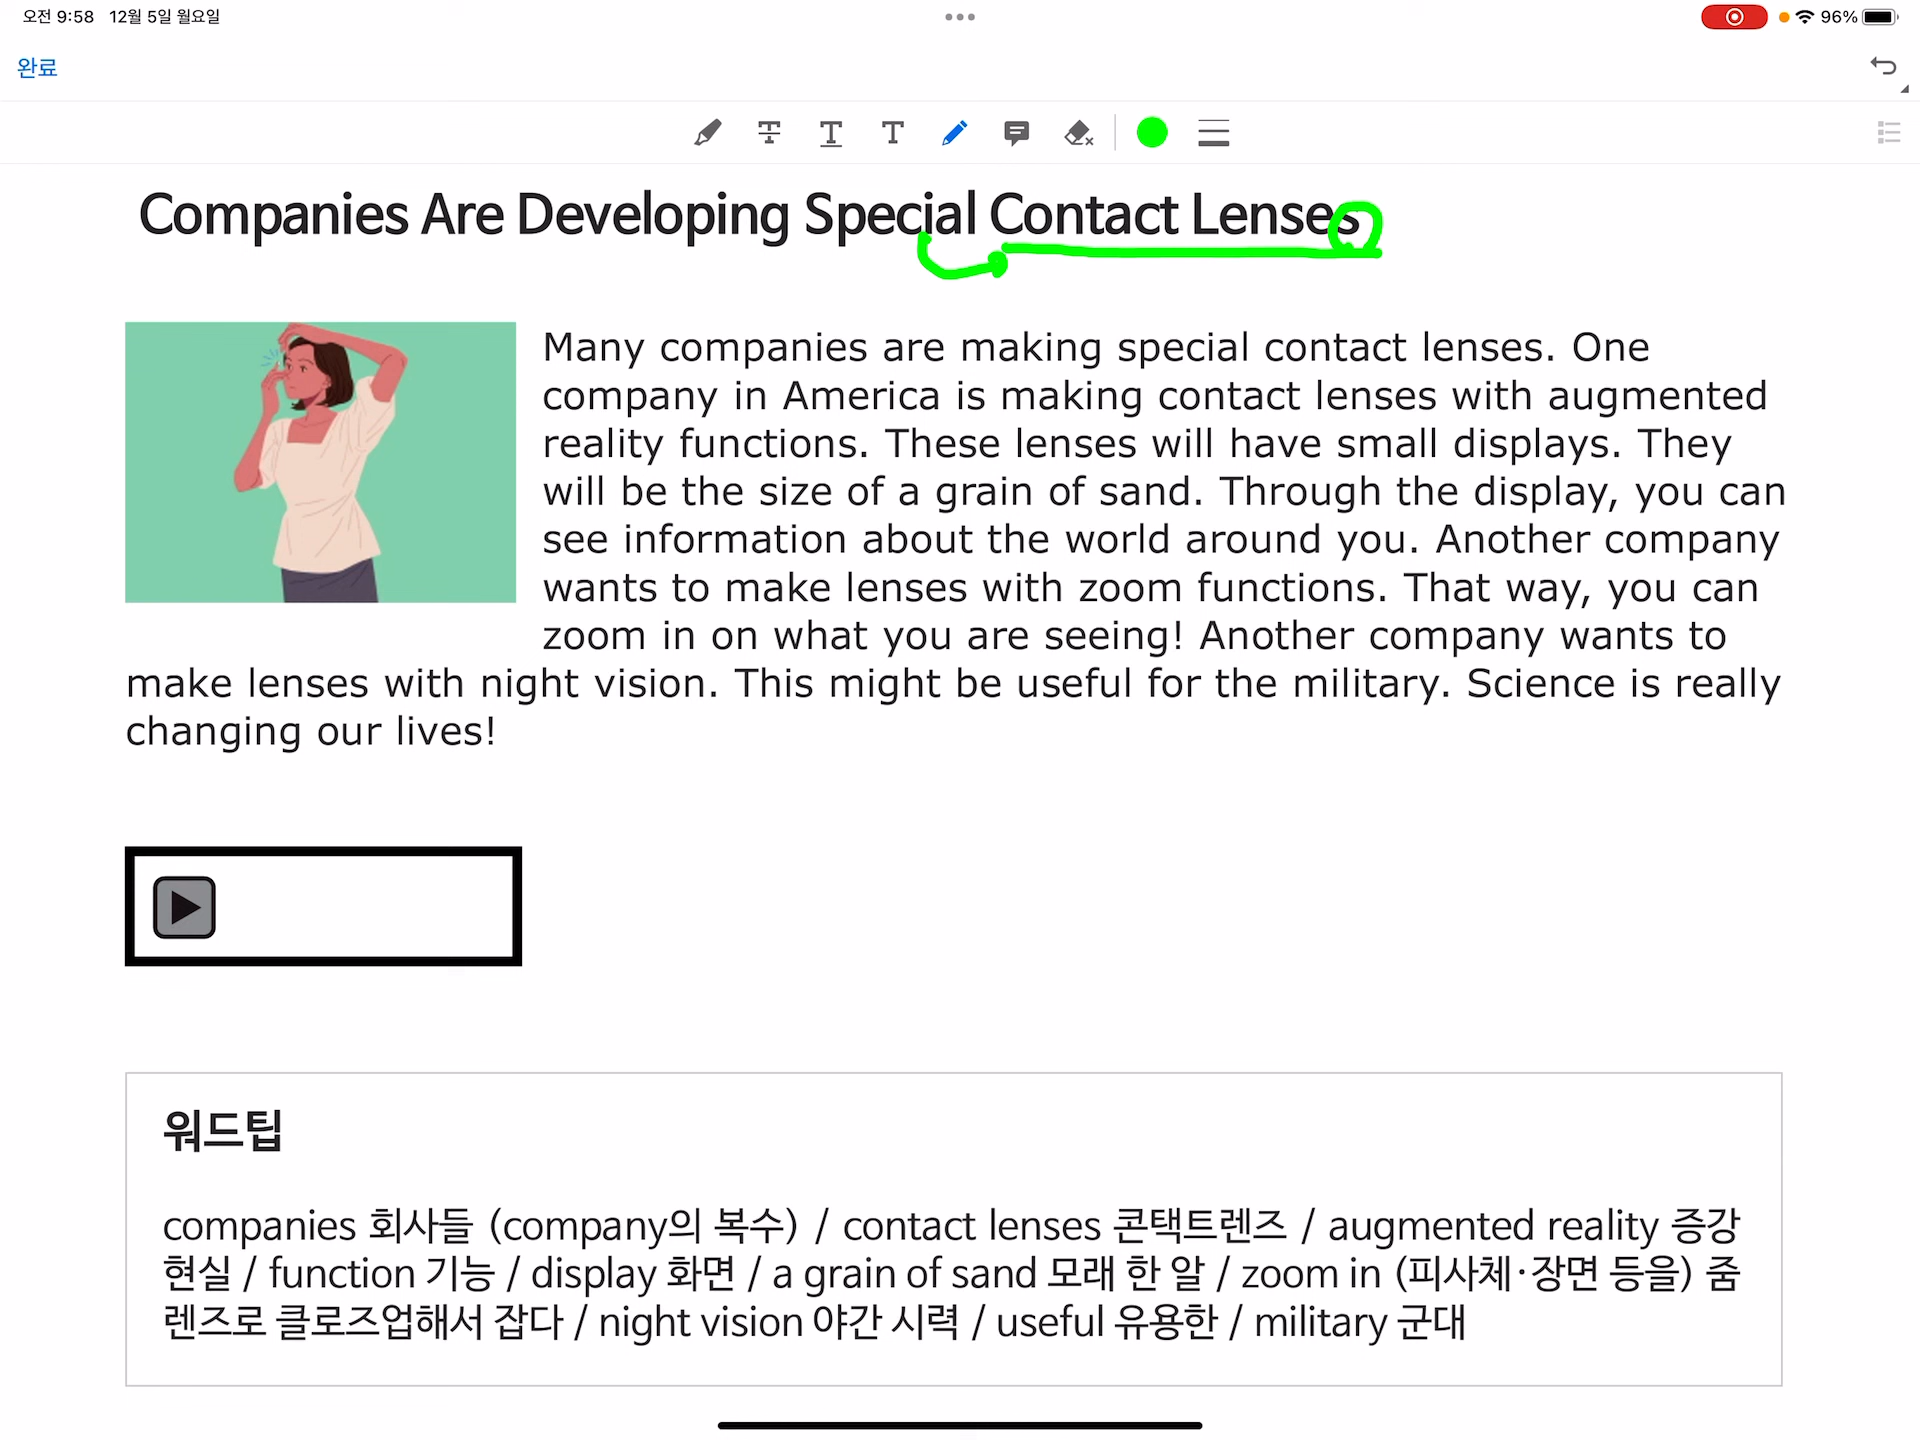 오전 9:58 12월 5일 월요일
96%
완료
Companies Are Developing Special Contact Lenses
Many companies are making special contact lenses. One
company in America is making contact lenses with augmented
reality functions. These lenses will have small displays. They
will be the size of a grain of sand. Through the display, you can
see information about the world around you. Another company
wants to make lenses with zoom functions. That way, you can
zoom in on what you are seeing! Another company wants to
make lenses with night vision. This might be useful for the military. Science is really
changing our lives!
워드팁
companies 회사들 (company의 복수) / contact lenses 콘택트렌즈 / augmented reality 증강
현실 / function 기능 / display 화면 / a grain of sand 모래 한 알 / zoom in (피사체·장면 등을) 줌
렌즈로 클로즈업해서 잡다 / night vision 야간 시력 / useful 유용한 / military 군대